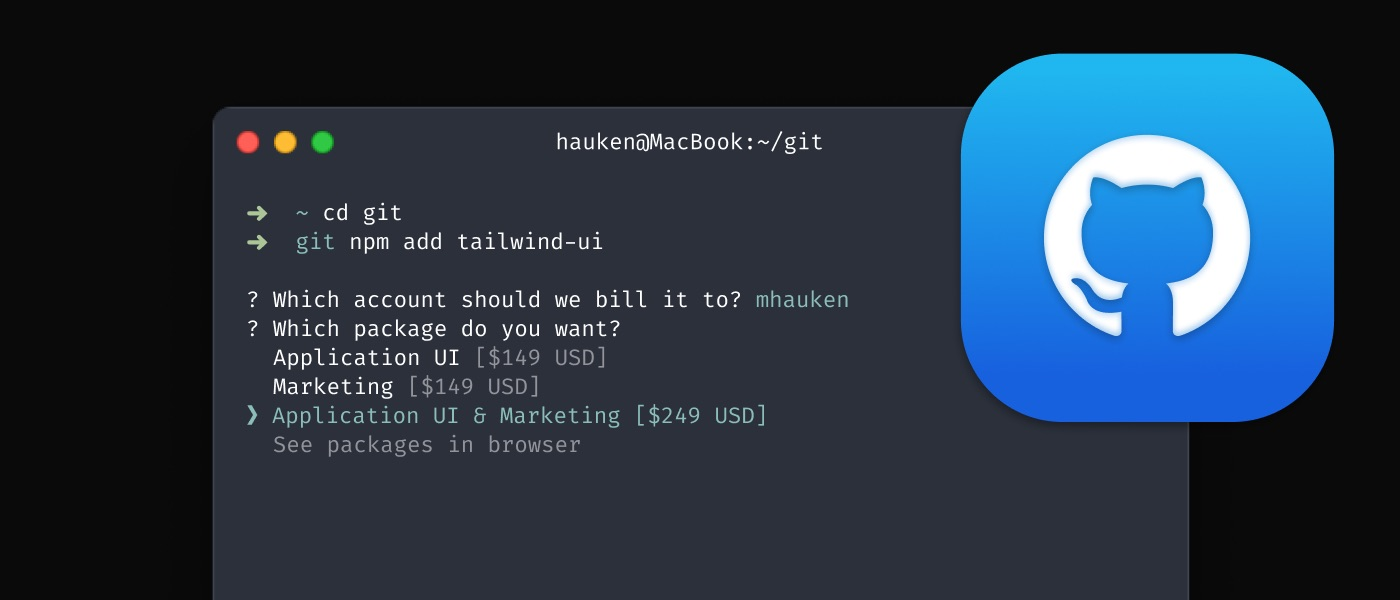 hauken@MacBook:~/git
➜ ~ cd git
➜ git npm add tailwind-ui
? Which account should we bill it to? mhauken
? Which package do you want?
Application UI [$149 USD]
Marketing [$149 USD]
❯ Application UI & Marketing [$249 USD]
See packages in browser